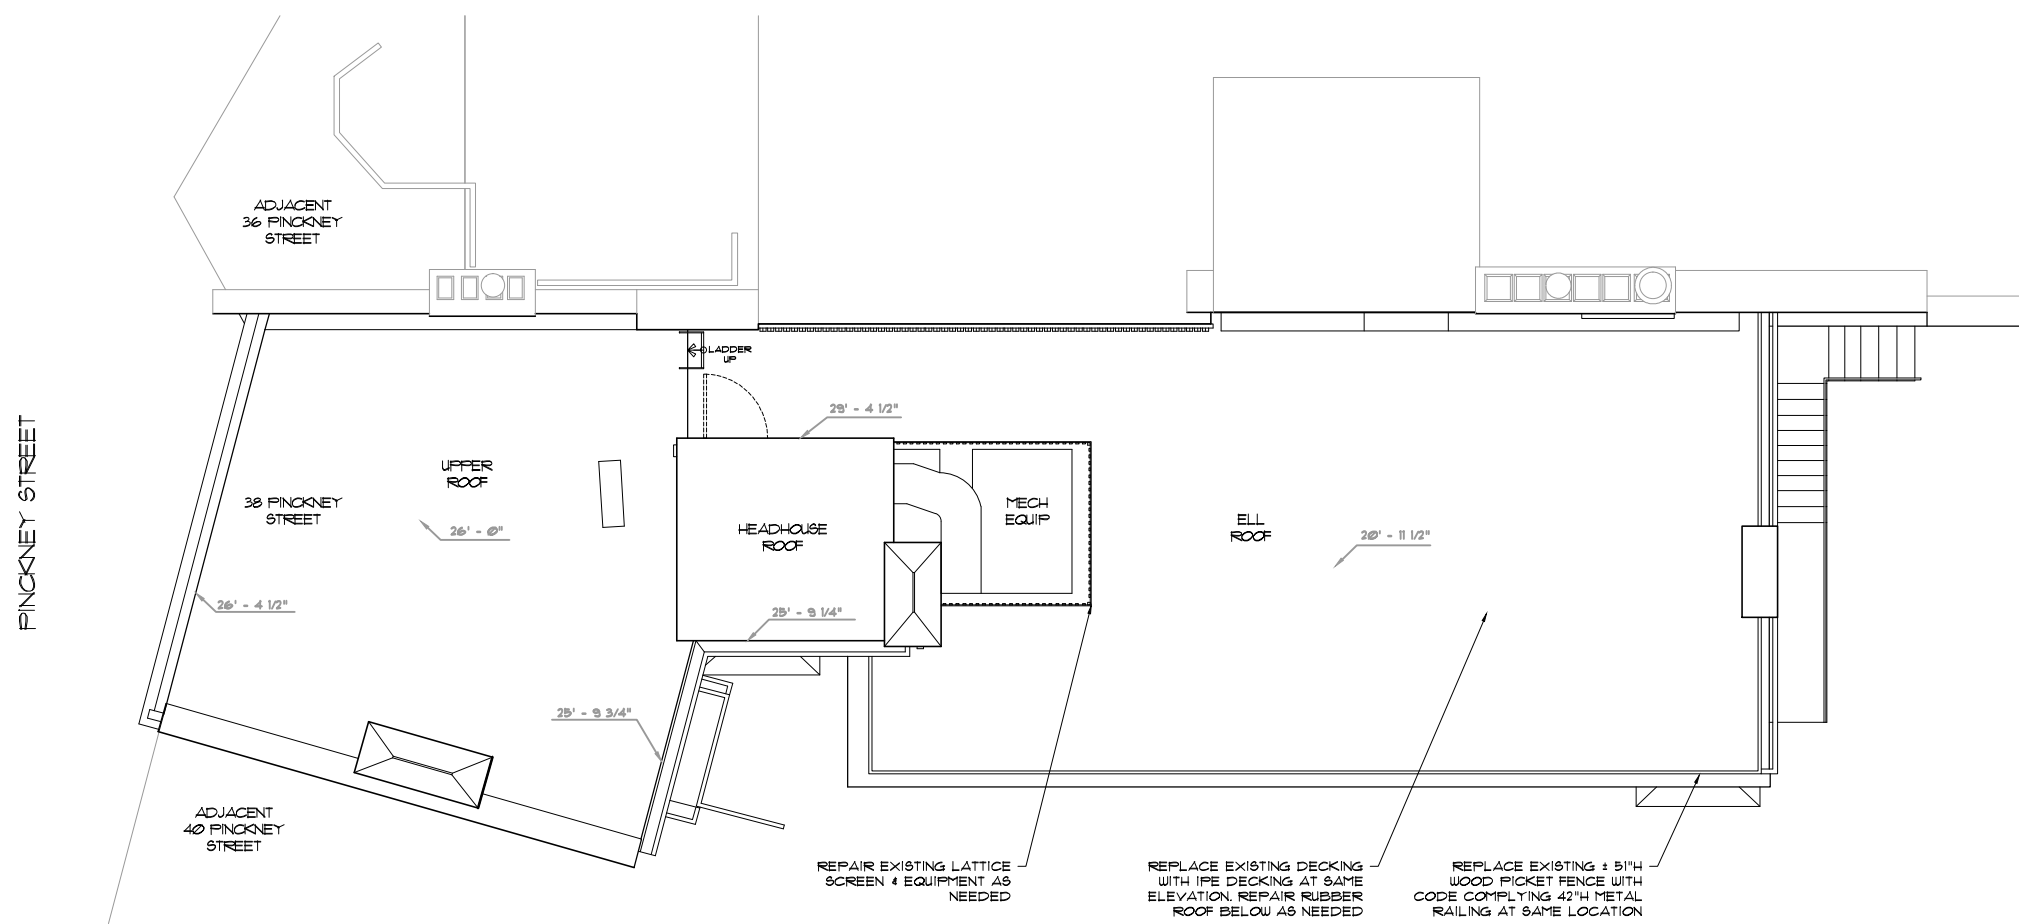 ADJACENT
36 PINCKNEY
STREET
LADDER
UP
29' - 4 1/2"
PINCKNEY STREET
UPPER
ROOF
38 PINCKNEY
STREET
26' - 0"
HEADHOUSE
ROOF
MECH
EQUIP
ELL
ROOF
20' - 11 1/2"
26' - 4 1/2"
25' - 9 1/4"
25' - 9 3/4"
ADJACENT
40 PINCKNEY
STREET
REPAIR EXISTING LATTICE
SCREEN & EQUIPMENT AS
NEEDED
REPLACE EXISTING DECKING
WITH IPE DECKING AT SAME
ELEVATION. REPAIR RUBBER
ROOF BELOW AS NEEDED
REPLACE EXISTING ± 51"H
WOOD PICKET FENCE WITH
CODE COMPLYING 42"H METAL
RAILING AT SAME LOCATION